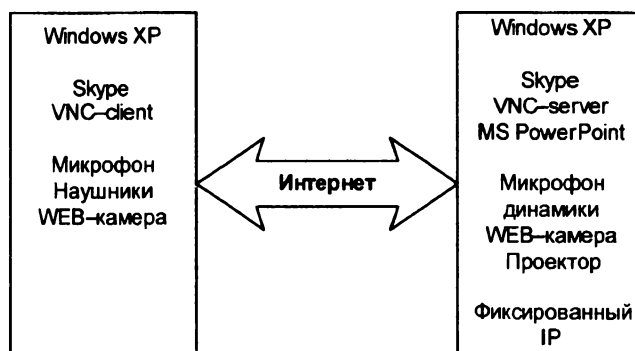 Windows XP
Skype
VNC–client
Микрофон
Наушники
WEB–камера
Интернет
Windows XP
Skype
VNC–server
MS PowerPoint
Микрофон
динамики
WEB–камера
Проектор
Фиксированный
IP